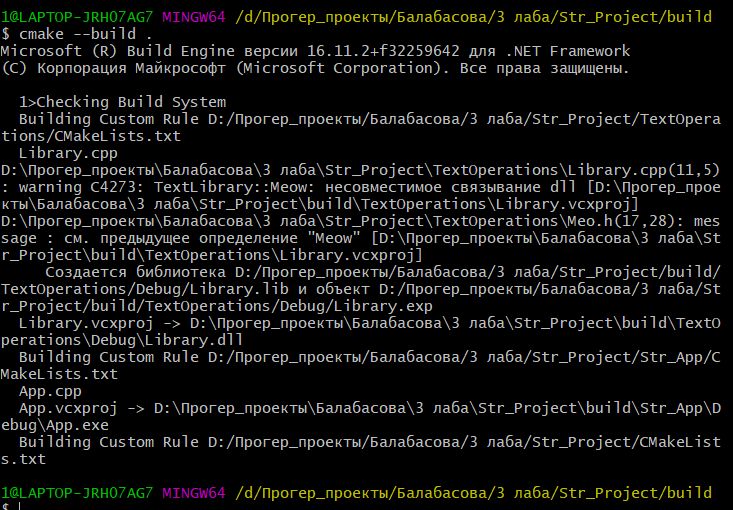 1@LAPTOP-JRHO7AG7 MINGW64 /d/Прогер_проекты/Балабасова/3 лаба/Str_Project/build
$ cmake --build .
Microsoft (R) Build Engine версии 16.11.2+f32259642 для .NET Framework
(C) Корпорация Майкрософт (Microsoft Corporation). Все права защищены.
1>Checking Build System
Building Custom Rule D:/Прогер_проекты/Балабасова/3 лаба/Str_Project/TextOpera
tions/CMakeLists.txt
Library.cpp
D:\Прогер_проекты\Балабасова\3 лаба\Str_Project\TextOperations\Library.cpp(11,5)
: warning C4273: TextLibrary::Meow: несовместимое связывание dll [D:\Прогер_прое
кты\Балабасова\3 лаба\Str_Project\build\TextOperations\Library.vcxproj]
D:\Прогер_проекты\Балабасова\3 лаба\Str_Project\TextOperations\Meo.h(17,28): mes
sage : см. предыдущее определение "Meow" [D:\Прогер_проекты\Балабасова\3 лаба\St
r_Project\build\TextOperations\Library.vcxproj]
Создается библиотека D:/Прогер_проекты/Балабасова/3 лаба/Str_Project/build/
TextOperations/Debug/Library.lib и объект D:/Прогер_проекты/Балабасова/3 лаба/St
r_Project/build/TextOperations/Debug/Library.exp
Library.vcxproj -> D:\Прогер_проекты\Балабасова\3 лаба\Str_Project\build\TextO
perations\Debug\Library.dll
Building Custom Rule D:/Прогер_проекты/Балабасова/3 лаба/Str_Project/Str_App/C
MakeLists.txt
App.cpp
App.vcxproj -> D:\Прогер_проекты\Балабасова\3 лаба\Str_Project\build\Str_App\D
ebug\App.exe
Building Custom Rule D:/Прогер_проекты/Балабасова/3 лаба/Str_Project/CMakeList
s.txt
1@LAPTOP-JRHO7AG7 MINGW64 /d/Прогер_проекты/Балабасова/3 лаба/Str_Project/build
$